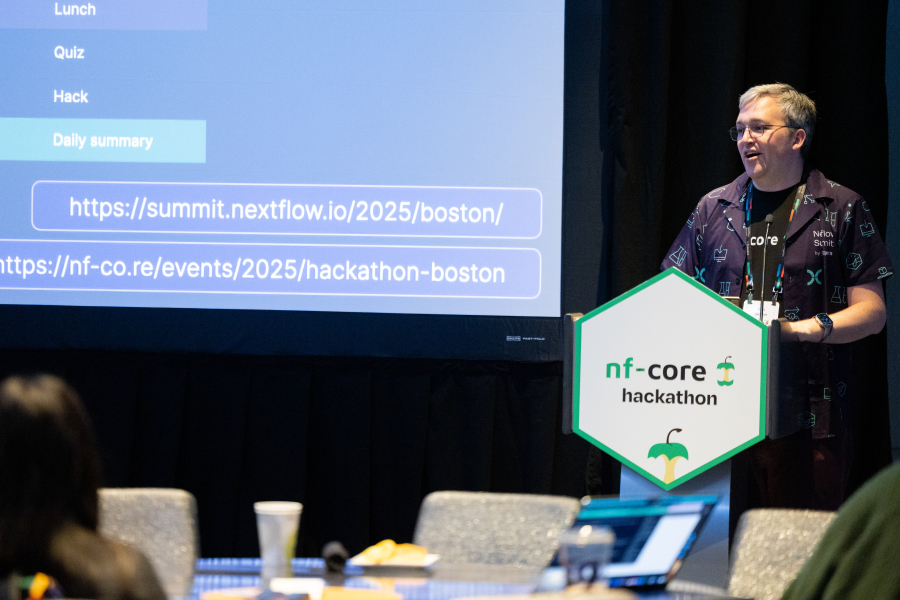 Lunch
Quiz
Hack
Daily summary
https://summit.nextflow.io/2025/boston/
https://nf-co.re/events/2025/hackathon-boston
core
nf-core
hackathon